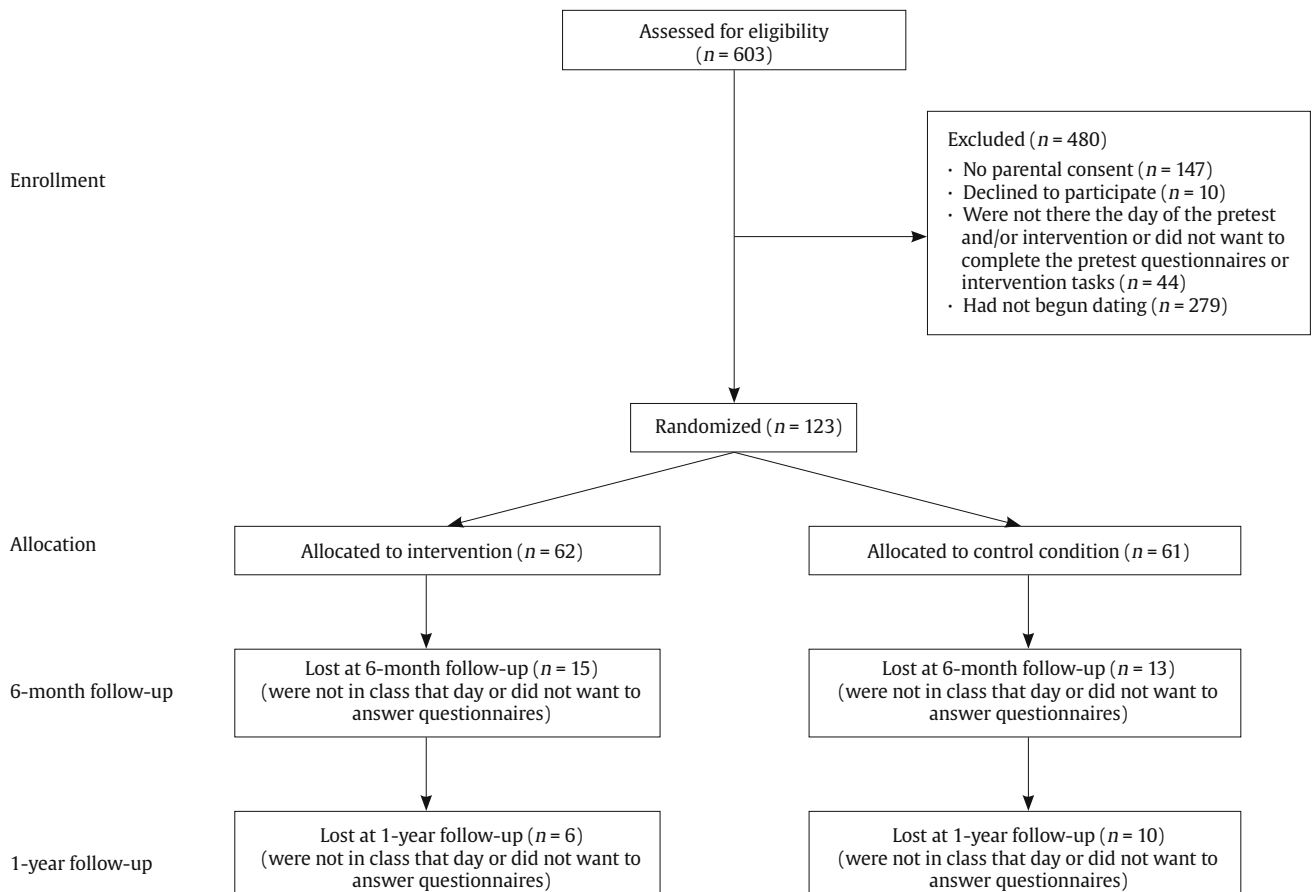 Assessed for eligibility
(n = 603)
Enrollment
Excluded (n = 480)
· No parental consent (n = 147)
· Declined to participate (n = 10)
· Were not there the day of the pretest
and/or intervention or did not want to
complete the pretest questionnaires or
intervention tasks (n = 44)
· Had not begun dating (n = 279)
Randomized (n = 123)
Allocation
Allocated to intervention (n = 62)
Allocated to control condition (n = 61)
6-month follow-up
Lost at 6-month follow-up (n = 15)
(were not in class that day or did not want to
answer questionnaires)
Lost at 6-month follow-up (n = 13)
(were not in class that day or did not want to
answer questionnaires)
1-year follow-up
Lost at 1-year follow-up (n = 6)
(were not in class that day or did not want to
answer questionnaires)
Lost at 1-year follow-up (n = 10)
(were not in class that day or did not want to
answer questionnaires)